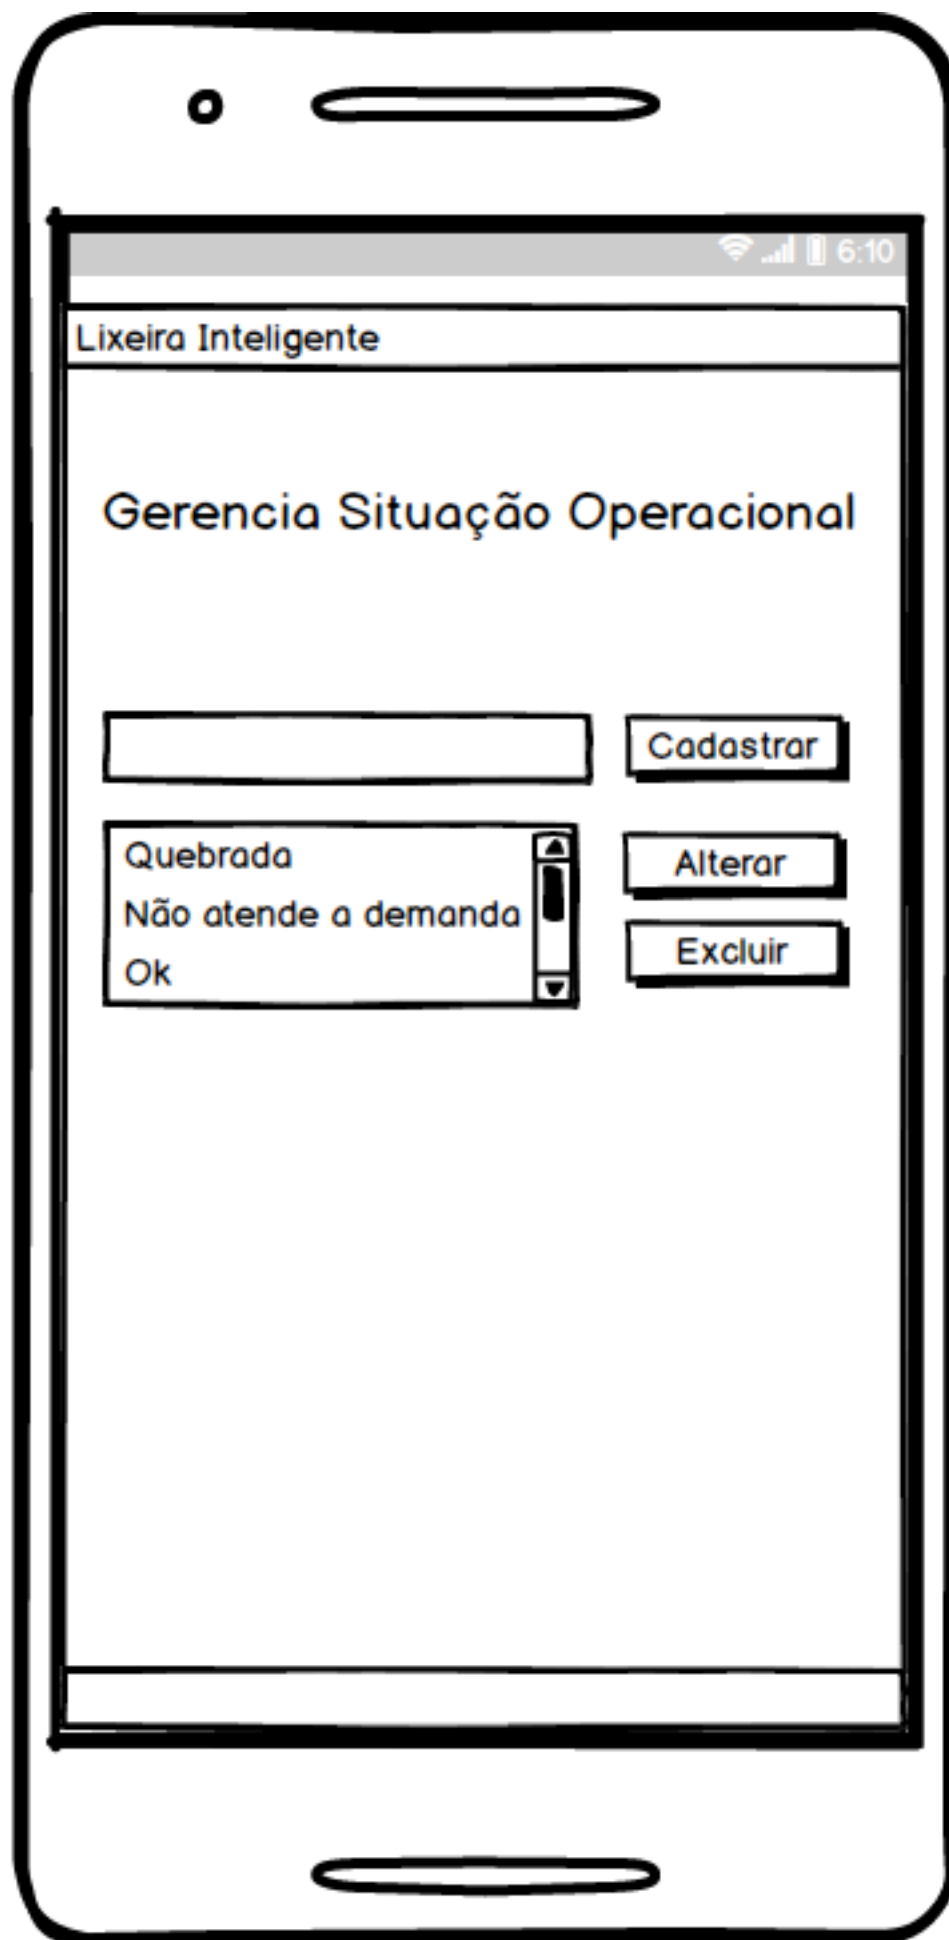 6:10
Lixeira Inteligente
Gerencia Situação Operacional
Cadastrar
Quebrada
Não atende a demanda
Ok
Alterar
Excluir